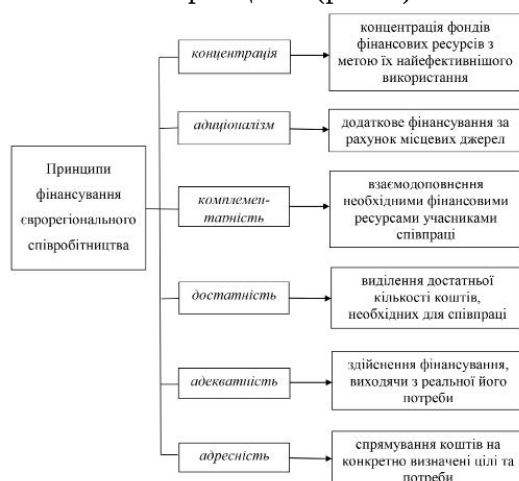 концентрація
концентрація фондів
фінансових ресурсів з
метою їх найефективнішого
використання
адиціоналізм
додаткове фінансування за
рахунок місцевих джерел
Принципи
фінансування
єврорегіонального
співробітництва
комплемен-
тарність
взаємодоповнення
необхідними фінансовими
ресурсами учасниками
співпраці
достатність
виділення достатньої
кількості коштів,
необхідних для співпраці
адекватність
здійснення фінансування,
виходячи з реальної його
потреби
адресність
спрямування коштів на
конкретно визначені цілі та
потреби